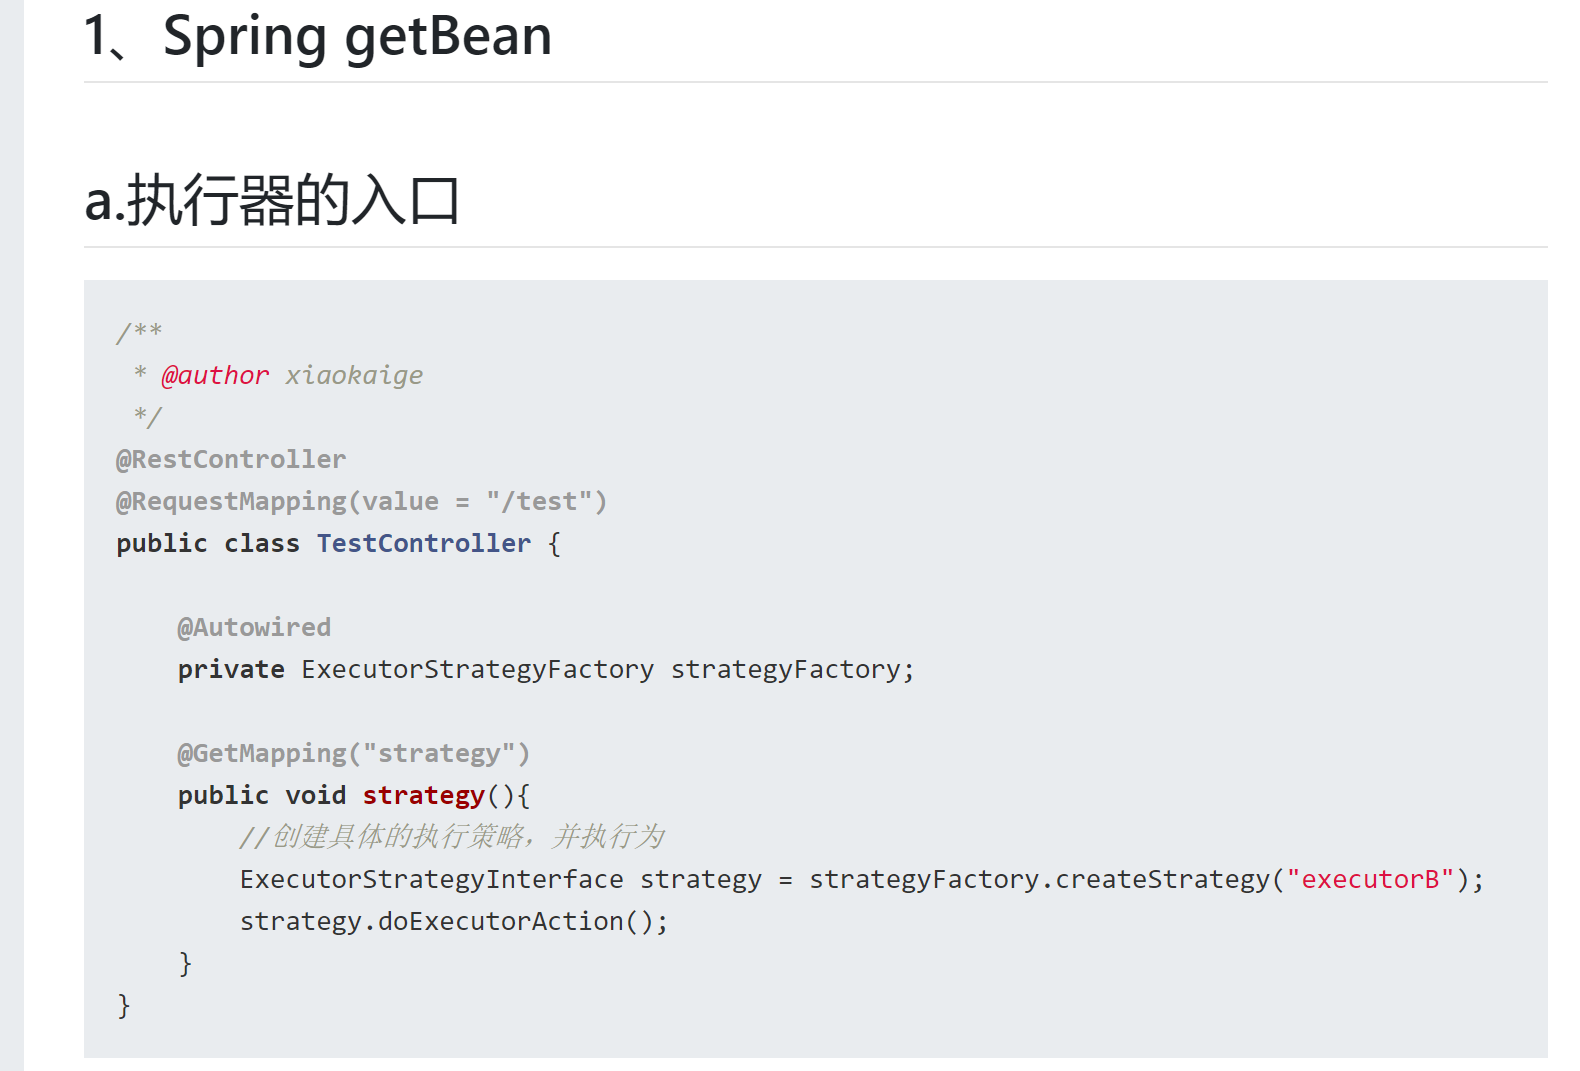 1、Spring getBean
a.执行器的入口
/**
 * @author xiaokaige
 */
@RestController
@RequestMapping(value = "/test")
public class TestController {
    @Autowired
    private ExecutorStrategyFactory strategyFactory;
    @GetMapping("strategy")
    public void strategy(){
        //创建具体的执行策略，并执行为
        ExecutorStrategyInterface strategy = strategyFactory.createStrategy("executorB");
        strategy.doExecutorAction();
    }
}